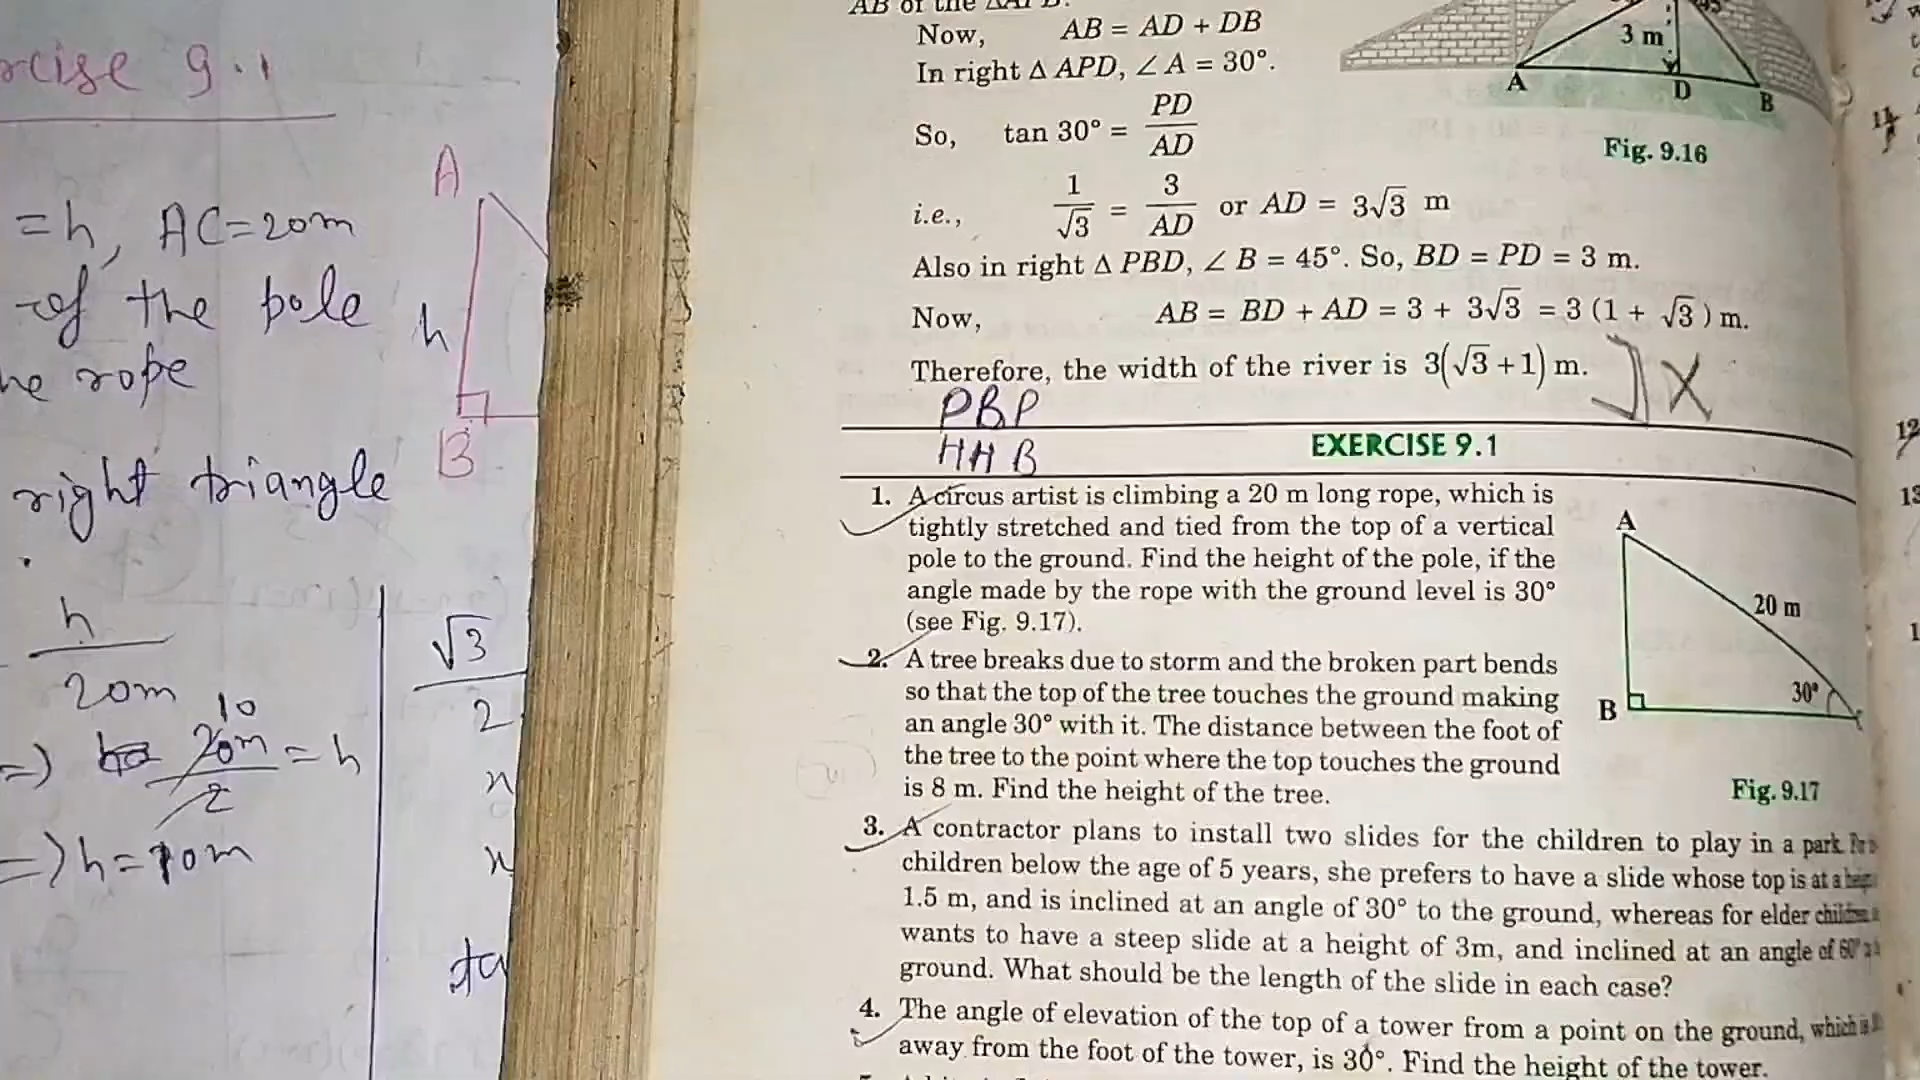 rcise 9.1
= h, AC = 20m
of the pole
he rope
right triangle
h
20m
10
=) 20m = h
2
=) h = 10m
√3
2
x
x
A
h
B
AB of the
Now, AB = AD + DB
In right Δ APD, ∠ A = 30°.
So, tan 30° = PD/AD
i.e., 1/√3 = 3/AD or AD = 3√3 m
Also in right Δ PBD, ∠ B = 45°. So, BD = PD = 3 m.
Now, AB = BD + AD = 3 + 3√3 = 3 (1 + √3) m.
Therefore, the width of the river is 3(√3 + 1) m.
3 m
45°
A
D
B
Fig. 9.16
PBP
HHB
EXERCISE 9.1
1. A circus artist is climbing a 20 m long rope, which is
tightly stretched and tied from the top of a vertical
pole to the ground. Find the height of the pole, if the
angle made by the rope with the ground level is 30°
(see Fig. 9.17).
2. A tree breaks due to storm and the broken part bends
so that the top of the tree touches the ground making
an angle 30° with it. The distance between the foot of
the tree to the point where the top touches the ground
is 8 m. Find the height of the tree.
A
20 m
30°
B
Fig. 9.17
3. A contractor plans to install two slides for the children to play in a park.
children below the age of 5 years, she prefers to have a slide whose top is at a
1.5 m, and is inclined at an angle of 30° to the ground, whereas for elder
wants to have a steep slide at a height of 3m, and inclined at an angle of 60°
ground. What should be the length of the slide in each case?
4. The angle of elevation of the top of a tower from a point on the ground, which is
away from the foot of the tower, is 30°. Find the height of the tower.
11
12
13